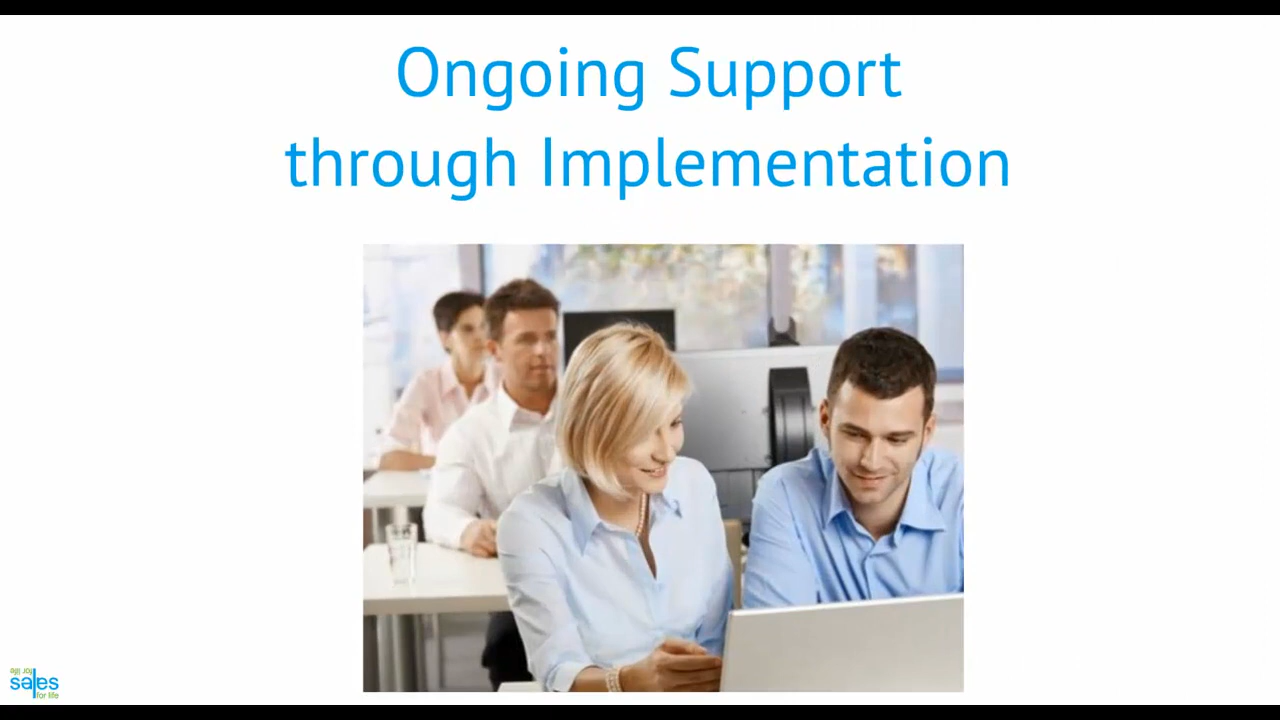 Ongoing Support
through Implementation
sales
for life